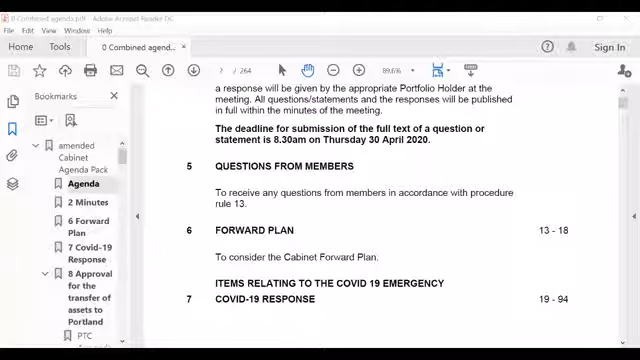 0 Combined agenda.pdf - Adobe Acrobat Reader DC
File Edit View Window Help
Home Tools 0 Combined agend... × Sign In
/ 264 89.6%
Bookmarks
amended Cabinet Agenda Pack
Agenda
2 Minutes
6 Forward Plan
7 Covid-19 Response
8 Approval for the transfer of assets to Portland
PTC
a response will be given by the appropriate Portfolio Holder at the
meeting. All questions/statements and the responses will be published
in full within the minutes of the meeting.
The deadline for submission of the full text of a question or
statement is 8.30am on Thursday 30 April 2020.
5 QUESTIONS FROM MEMBERS
To receive any questions from members in accordance with procedure
rule 13.
6 FORWARD PLAN 13 - 18
To consider the Cabinet Forward Plan.
ITEMS RELATING TO THE COVID 19 EMERGENCY
7 COVID-19 RESPONSE 19 - 94